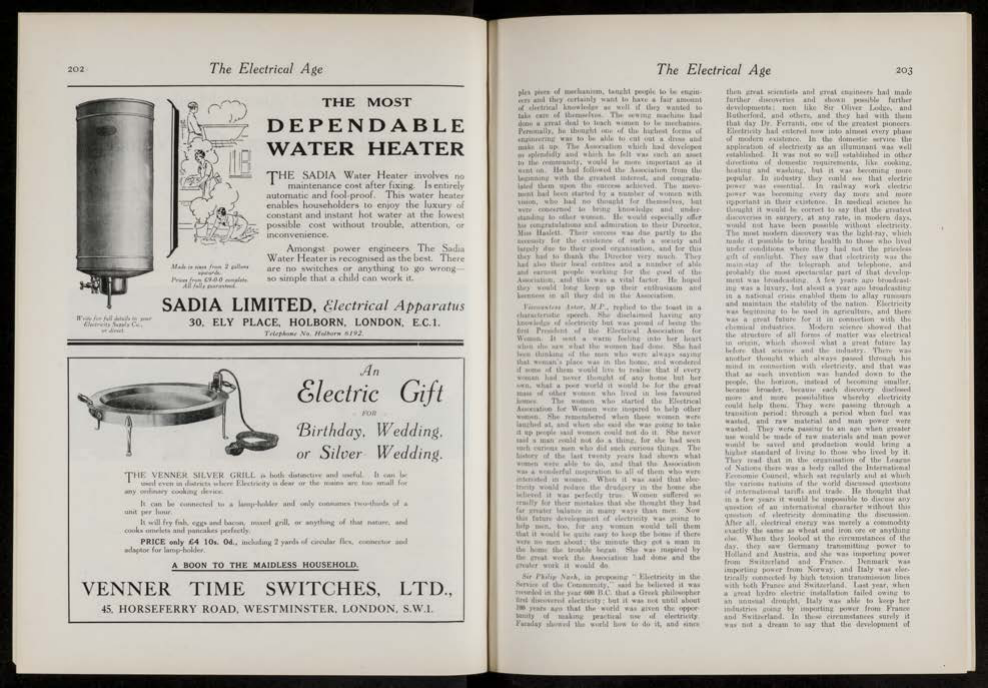 202
The Electrical Age
THE MOST
DEPENDABLE
WATER HEATER
THE SADIA Water Heater involves no
maintenance cost after fixing. Is entirely
automatic and fool-proof. This water heater
enables householders to enjoy the luxury of
constant and instant hot water at the lowest
possible cost without trouble, attention, or
inconvenience.
Amongst power engineers The Sadia
Water Heater is recognised as the best. There
are no switches or anything to go wrong—
so simple that a child can work it.
Made in sizes from 2 gallons
upwards.
Prices from £9-0-0 complete.
All fully guaranteed.
Write for full details to your
Electricity Supply Co.,
or direct.
SADIA LIMITED, Electrical Apparatus
30, ELY PLACE, HOLBORN, LONDON, E.C.1.
Telephone No. Holborn 6192.
An
Electric Gift
FOR
Birthday, Wedding,
or Silver Wedding.
THE VENNER SILVER GRILL is both distinctive and useful. It can be
used even in districts where Electricity is dear or the rooms are too small for
any ordinary cooking device.
It can be connected to a lamp-holder and only consumes two-thirds of a
unit per hour.
It will fry fish, eggs and bacon, mixed grill, or anything of that nature, and
cooks omelets and pancakes perfectly.
PRICE only £4 10s. 0d., including 2 yards of circular flex, connector and
adaptor for lamp-holder.
A BOON TO THE MAIDLESS HOUSEHOLD.
VENNER TIME SWITCHES, LTD.,
45, HORSEFERRY ROAD, WESTMINSTER, LONDON, S.W.1.
The Electrical Age
203
plex piece of mechanism, taught people to be engin-
eers and they certainly want to have a fair amount
of electrical knowledge as well if they wanted to
take care of themselves. The sewing machine had
done a great deal to teach women to be mechanics.
Personally, he thought one of the highest forms of
engineering was to be able to cut out a dress and
make it up. The Association which had developed
so splendidly and which he felt was such an asset
to the community, would be more important as it
went on. He had followed the Association from the
beginning with the greatest interest, and congratu-
lated them upon the success achieved. The move-
ment had been started by a number of women with
vision, who had no thought for themselves, but
were concerned to bring knowledge and under-
standing to other women. He would especially offer
his congratulations and admiration to their Director,
Miss Haslett. Their success was due partly to the
necessity for the existence of such a society and
largely due to their good organisation, and for this
they had to thank the Director very much. They
had also their local centres and a number of able
and earnest people working for the good of the
Association, and this was a vital factor. He hoped
they would long keep up their enthusiasm and
keenness in all they did in the Association.
Viscountess Astor, M.P., replied to the toast in a
characteristic speech. She disclaimed having any
knowledge of electricity but was proud of being the
first President of the Electrical Association for
Women. It sent a warm feeling into her heart
when she saw what the women had done. She had
been thinking of the men who were always saying
that woman's place was in the home, and wondered
if some of them would live to realise that if every
woman had never thought of any home but her
own, what a poor world it would be for the great
mass of other women who lived in less favoured
homes. The women who started the Electrical
Association for Women were inspired to help other
women. She remembered when these women were
laughed at, and when she said she was going to take
it up people said women could not do it. She never
said a man could not do a thing, for she had seen
such curious men who did such curious things. The
history of the last twenty years had shown what
women were able to do, and that the Association
was a wonderful inspiration to all of them who were
interested in women. When it was said that elec-
tricity would reduce the drudgery in the home she
believed it was perfectly true. Women suffered so
cruelly for their mistakes that she thought they had
far greater balance in many ways than men. Now
this future development of electricity was going to
help men, too, for any woman would tell them
that it would be quite easy to keep the home if there
were no men about; the minute they got a man in
the home the trouble began. She was inspired by
the great work the Association had done and the
greater work it would do.
Sir Philip Nash, in proposing "Electricity in the
Service of the Community," said he believed it was
recorded in the year 600 B.C. that a Greek philosopher
first discovered electricity; but it was not until about
years ago that the world was given the oppor-
tunity of making practical use of electricity.
Faraday showed the world how to do it, and since
then great scientists and great engineers had made
further discoveries and shown possible further
developments; men like Sir Oliver Lodge, and
Rutherford, and others, and they had with them
that day Dr. Ferranti, one of the greatest pioneers.
Electricity had entered now into almost every phase
of modern existence. In the domestic service the
application of electricity as an illuminant was well
established. It was not so well established in other
directions of domestic requirements, like cooking,
heating and washing, but it was becoming more
popular. In industry they could see that electric
power was essential. In railway work electric
power was becoming every day more and more
important in their existence. In medical science he
thought it would be correct to say that the greatest
discoveries in surgery, at any rate, in modern days,
would not have been possible without electricity.
The most modern discovery was the light-ray, which
made it possible to bring health to those who lived
under conditions where they had not the priceless
gift of sunlight. They saw that electricity was the
mainstay of the telegraph and telephone, and
probably the most spectacular part of that develop-
ment was broadcasting. A few years ago broadcast-
ing was a luxury, but about a year ago broadcasting
in a national crisis enabled them to allay rumours
and maintain the stability of the nation. Electricity
was beginning to be used in agriculture, and there
was a great future for it in connection with the
chemical industries. Modern science showed that
the structure of all forms of matter was electrical
in origin, which showed what a great future lay
before that science and the industry. There was
another thought which always passed through his
mind in connection with electricity, and that was
that as each invention was handed down to the
people, the horizon, instead of becoming smaller,
became broader, because each discovery disclosed
more and more possibilities whereby electricity
could help them. They were passing through a
transition period; through a period when fuel was
wasted, and raw material and man power were
wasted. They were passing to an age when greater
use would be made of raw materials and man power
would be saved and production would bring a
higher standard of living to those who lived by it.
They read that in the organisation of the League
of Nations there was a body called the International
Economic Council, which sat regularly and at which
the various nations of the world discussed questions
of international tariffs and trade. He thought that
in a few years it would be impossible to discuss any
question of an international character without this
question of electricity dominating the discussion.
After all, electrical energy was merely a commodity
exactly the same as wheat and iron ore or anything
else. When they looked at the circumstances of the
day, they saw Germany transmitting power to
Holland and Austria, and she was importing power
from Switzerland and France. Denmark was
importing power from Norway, and Italy was elec-
trically connected by high tension transmission lines
with both France and Switzerland. Last year, when
a great hydro electric installation failed owing to
an unusual drought, Italy was able to keep her
industries going by importing power from France
and Switzerland. In these circumstances surely it
was not a dream to say that the development of